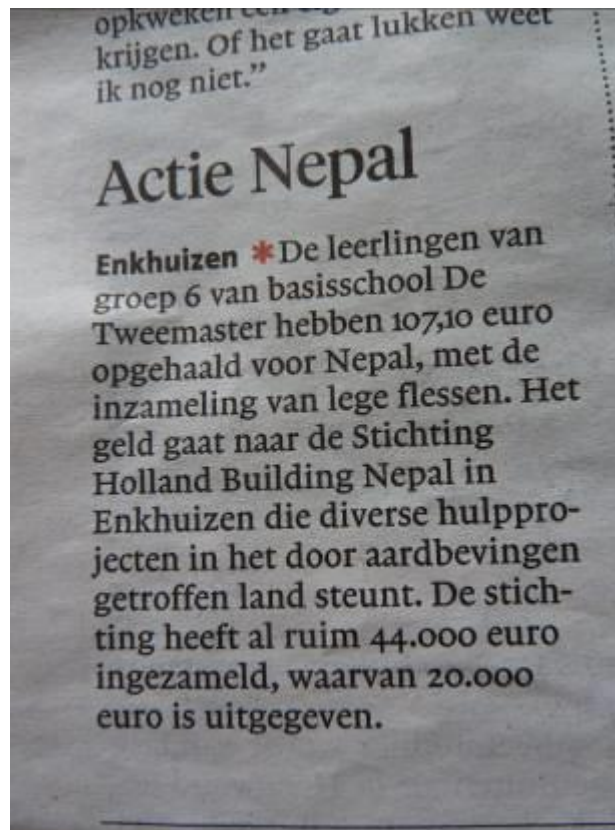 opkweken een
krijgen. Of het gaat lukken weet
ik nog niet.”
Actie Nepal
Enkhuizen *De leerlingen van
groep 6 van basisschool De
Tweemaster hebben 107,10 euro
opgehaald voor Nepal, met de
inzameling van lege flessen. Het
geld gaat naar de Stichting
Holland Building Nepal in
Enkhuizen die diverse hulppro-
jecten in het door aardbevingen
getroffen land steunt. De stich-
ting heeft al ruim 44.000 euro
ingezameld, waarvan 20.000
euro is uitgegeven.